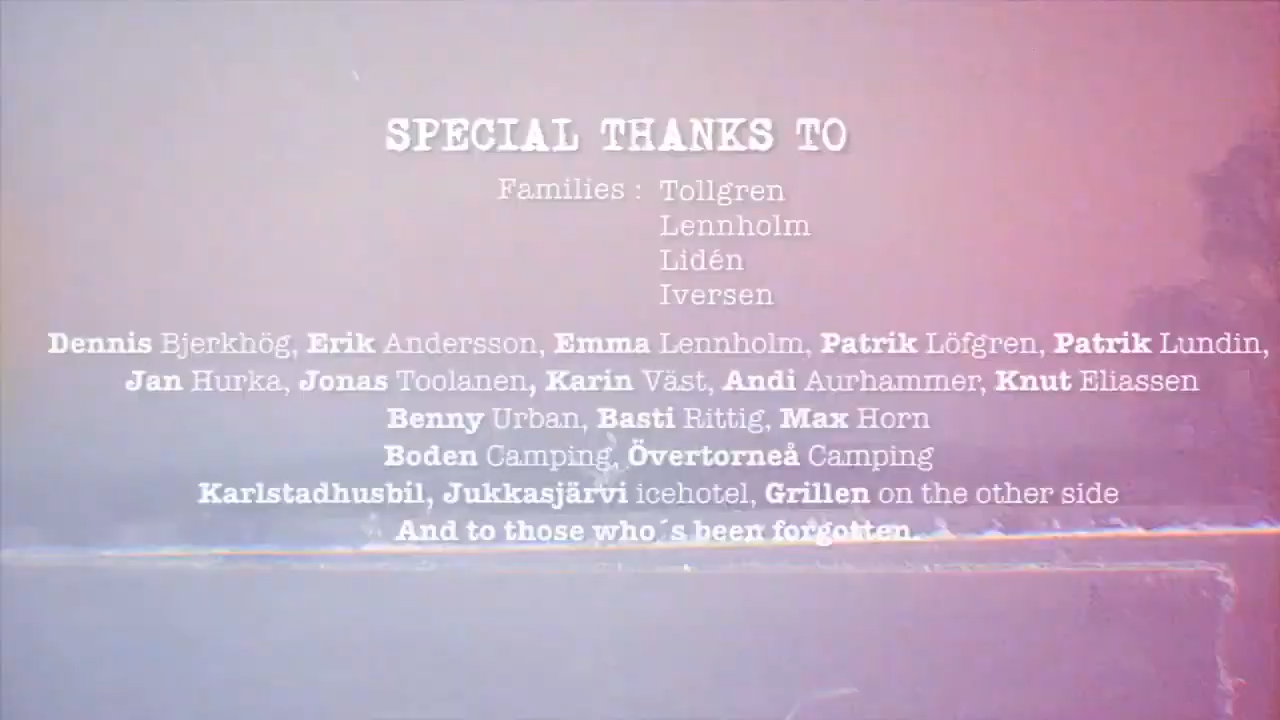 SPECIAL THANKS TO
Families : Tollgren
Lennholm
Lidén
Iversen
Dennis Bjerkhög, Erik Andersson, Emma Lennholm, Patrik Löfgren, Patrik Lundin,
Jan Hurka, Jonas Toolanen, Karin Väst, Andi Aurhammer, Knut Eliassen
Benny Urban, Basti Rittig, Max Horn
Boden Camping, Övertorneå Camping
Karlstadhusbil, Jukkasjärvi icehotel, Grillen on the other side
And to those who´s been forgotten.